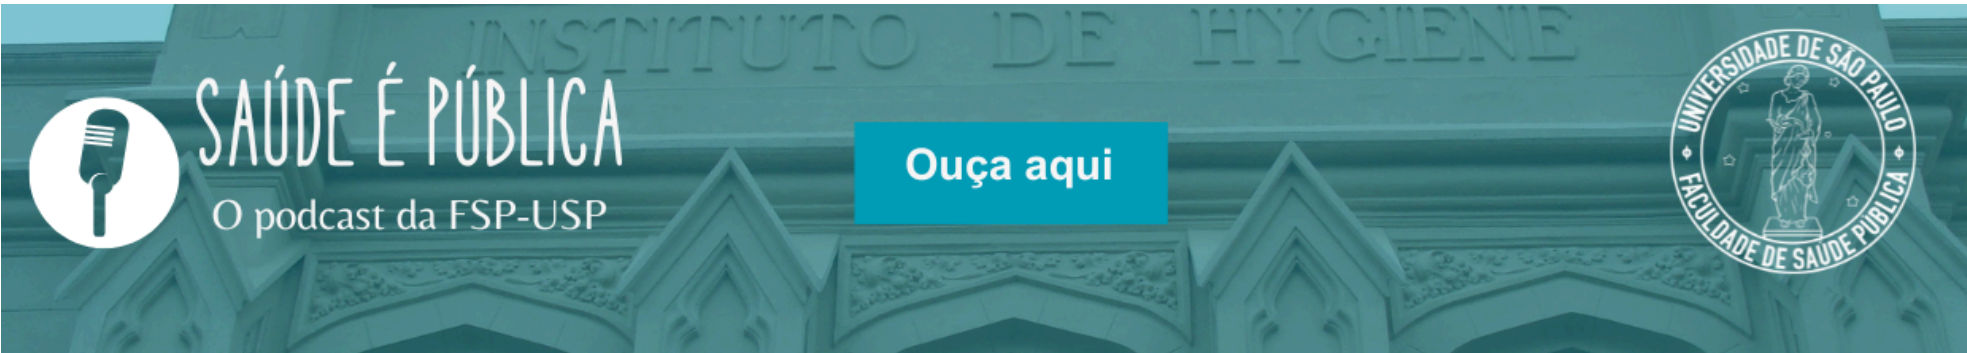 INSTITUTO DE HYGIENE
SAÚDE É PÚBLICA
O podcast da FSP-USP
Ouça aqui
UNIVERSIDADE DE SÃO PAULO
FACULDADE DE SAÚDE PÚBLICA